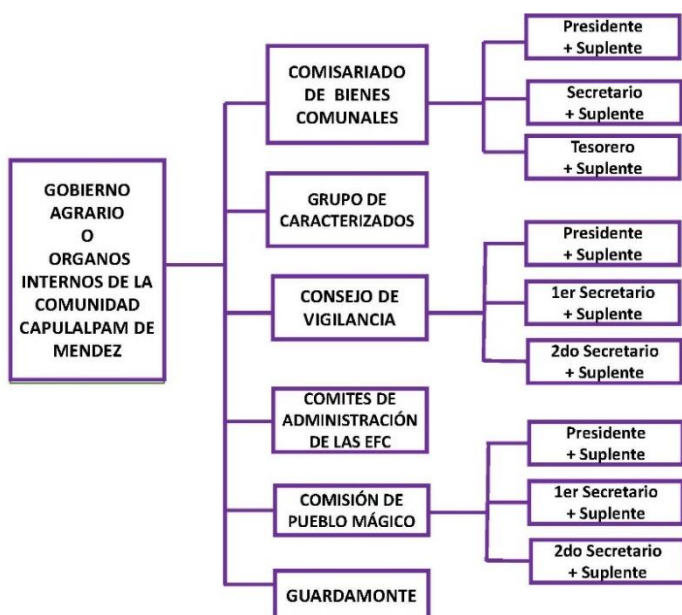 GOBIERNO
AGRARIO
O
ORGANOS
INTERNOS DE LA
COMUNIDAD
CAPULALPAM DE
MENDEZ
COMISARIADO
DE BIENES
COMUNALES
Presidente
+ Suplente
Secretario
+ Suplente
Tesorero
+ Suplente
GRUPO DE
CARACTERIZADOS
CONSEJO DE
VIGILANCIA
Presidente
+ Suplente
1er Secretario
+ Suplente
2do Secretario
+ Suplente
COMITES DE
ADMINISTRACIÓN
DE LAS EFC
COMISIÓN DE
PUEBLO MÁGICO
Presidente
+ Suplente
1er Secretario
+ Suplente
2do Secretario
+ Suplente
GUARDAMONTE